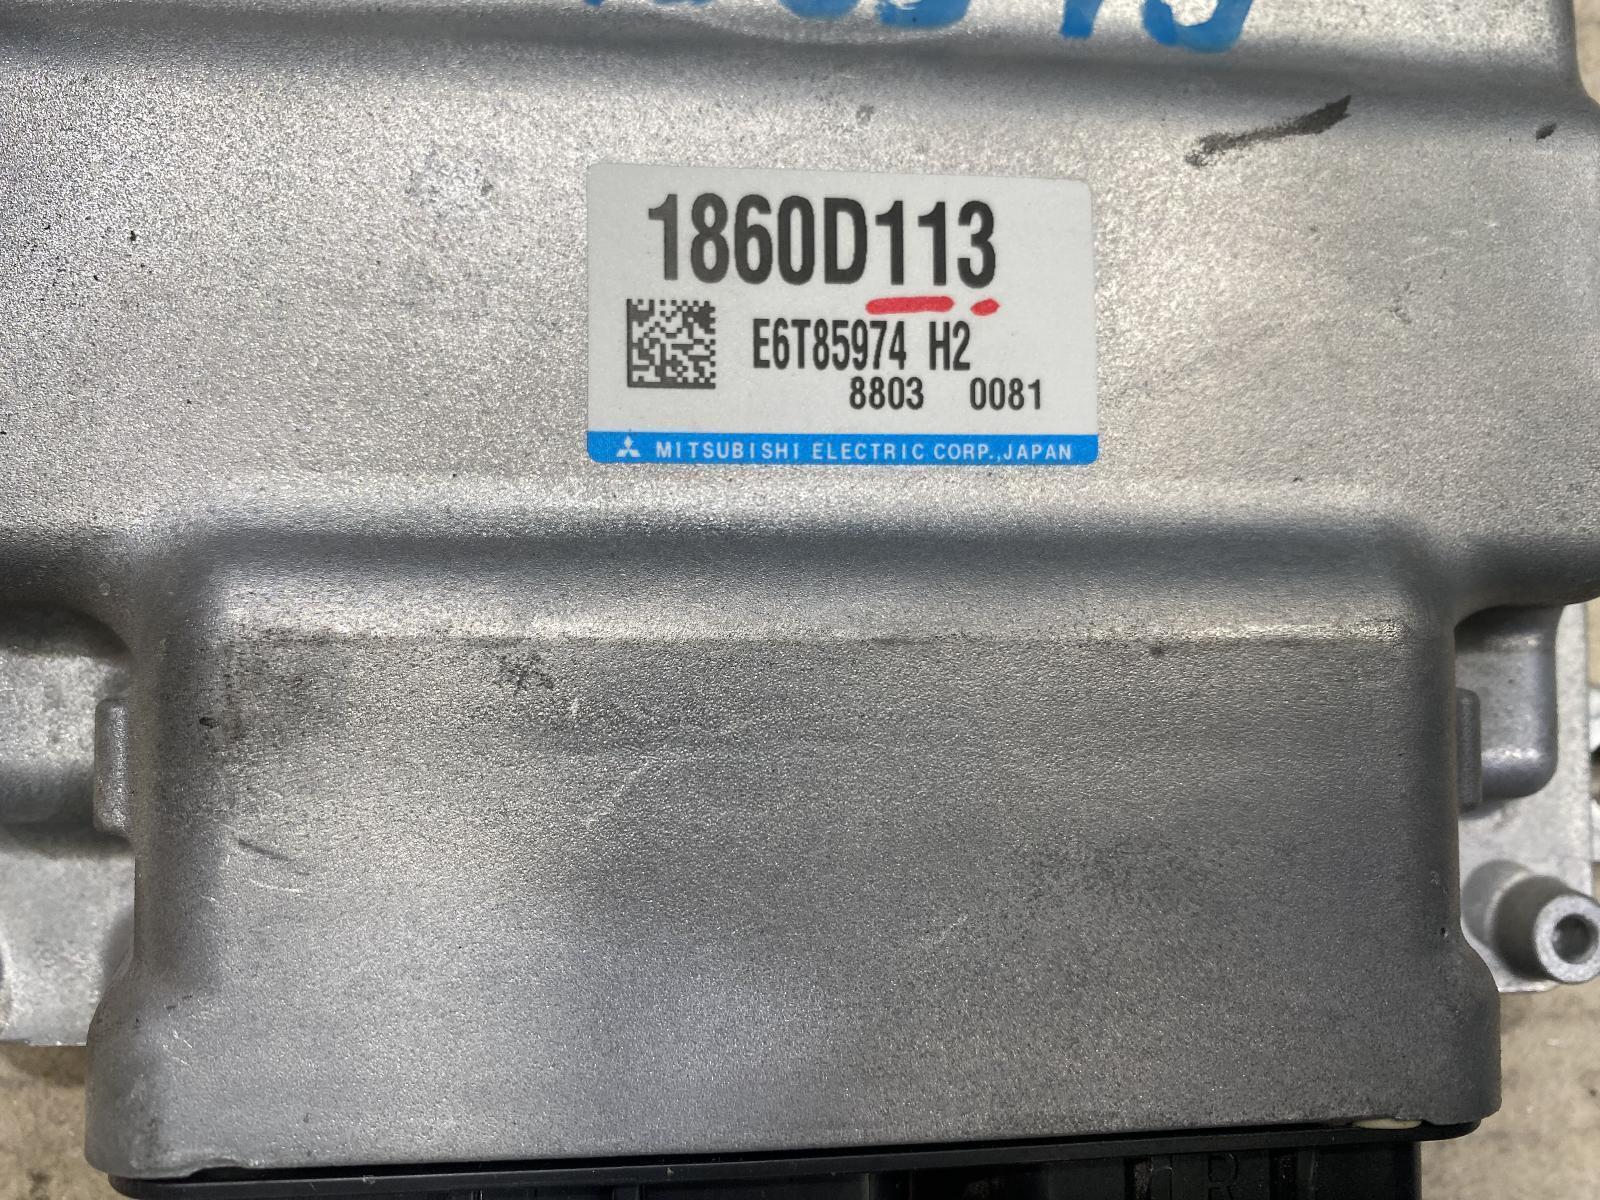 1860D113
E6T85974 H2
8803 0081
MITSUBISHI ELECTRIC CORP.,JAPAN